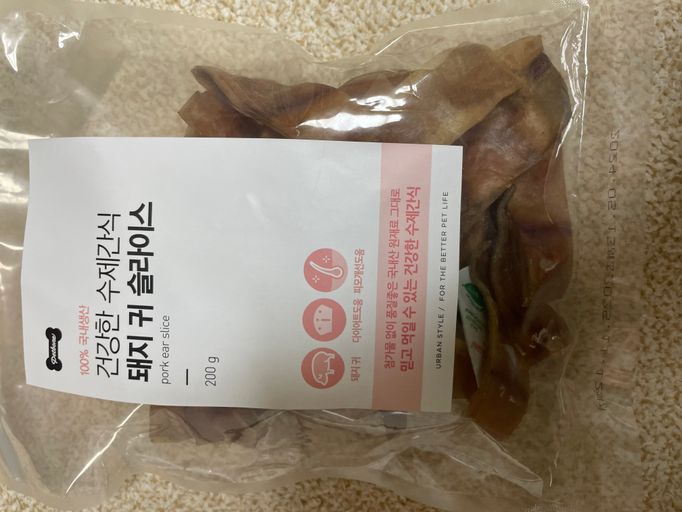 100% 국내생산
건강한 수제간식
돼지 귀 슬라이스
pork ear slice
200 g
돼지 귀
다이어트도움
피모개선도움
첨가물 없이 품질좋은 국내산 원재료 그대로
믿고 먹일 수 있는 건강한 수제간식
URBAN STYLE / FOR THE BETTER PET LIFE